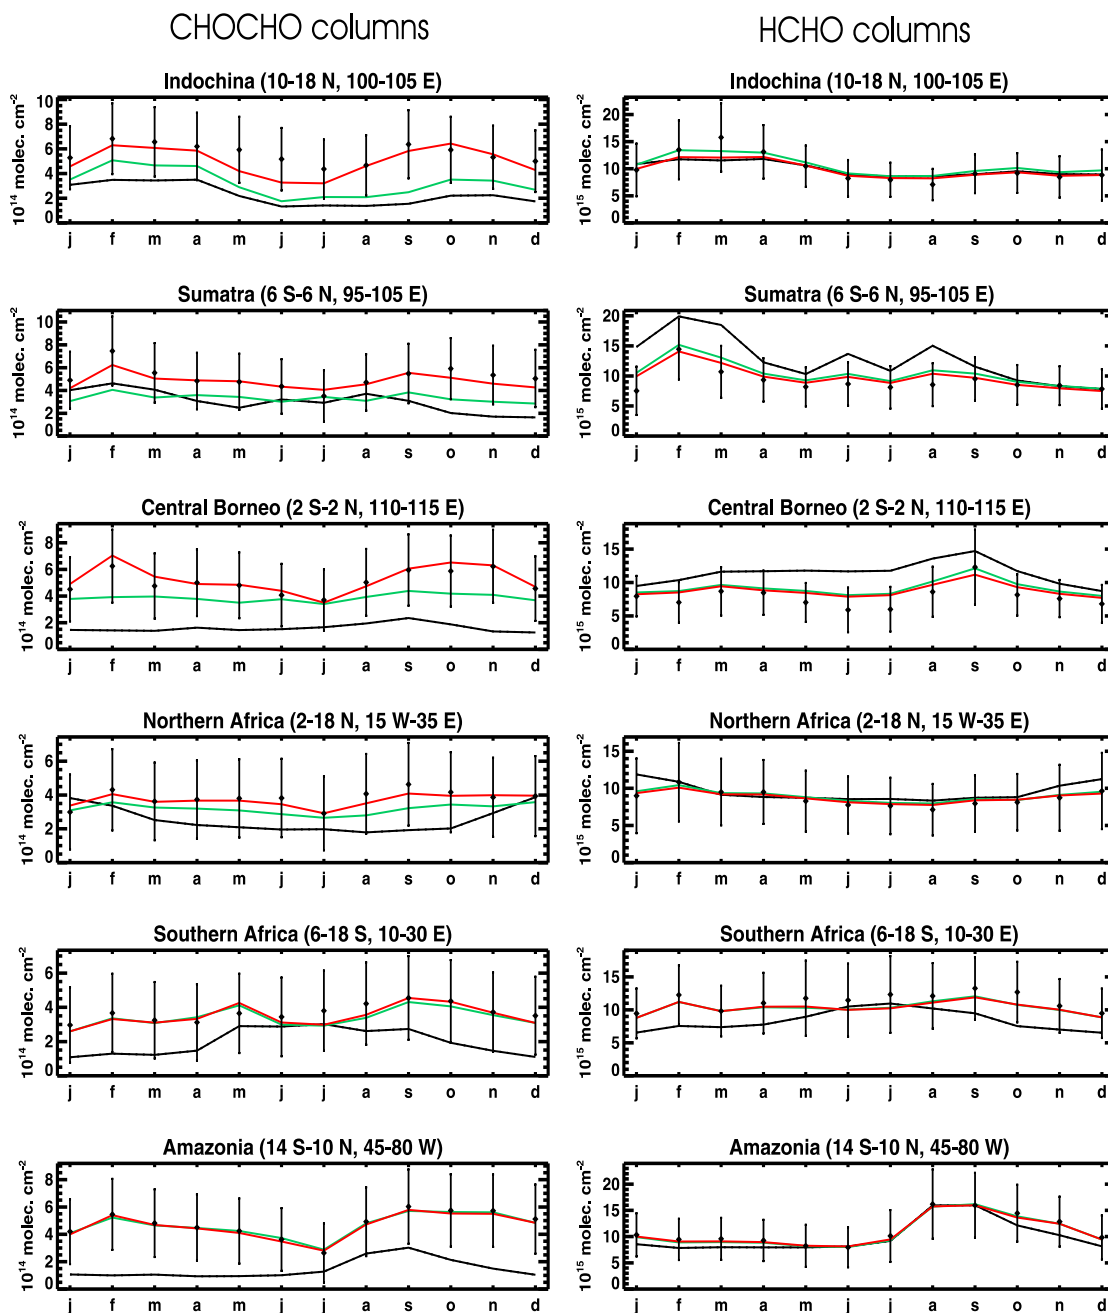 CHOCHO columns
HCHO columns
Indochina (10-18 N, 100-105 E)
10
8
6
4
2
0
10¹⁴ molec. cm⁻²
j f m a m j j a s o n d
Indochina (10-18 N, 100-105 E)
20
15
10
5
0
10¹⁵ molec. cm⁻²
j f m a m j j a s o n d
Sumatra (6 S-6 N, 95-105 E)
10
8
6
4
2
0
10¹⁴ molec. cm⁻²
j f m a m j j a s o n d
Sumatra (6 S-6 N, 95-105 E)
20
15
10
5
0
10¹⁵ molec. cm⁻²
j f m a m j j a s o n d
Central Borneo (2 S-2 N, 110-115 E)
8
6
4
2
0
10¹⁴ molec. cm⁻²
j f m a m j j a s o n d
Central Borneo (2 S-2 N, 110-115 E)
15
10
5
0
10¹⁵ molec. cm⁻²
j f m a m j j a s o n d
Northern Africa (2-18 N, 15 W-35 E)
6
4
2
0
10¹⁴ molec. cm⁻²
j f m a m j j a s o n d
Northern Africa (2-18 N, 15 W-35 E)
15
10
5
0
10¹⁵ molec. cm⁻²
j f m a m j j a s o n d
Southern Africa (6-18 S, 10-30 E)
6
4
2
0
10¹⁴ molec. cm⁻²
j f m a m j j a s o n d
Southern Africa (6-18 S, 10-30 E)
15
10
5
0
10¹⁵ molec. cm⁻²
j f m a m j j a s o n d
Amazonia (14 S-10 N, 45-80 W)
8
6
4
2
0
10¹⁴ molec. cm⁻²
j f m a m j j a s o n d
Amazonia (14 S-10 N, 45-80 W)
20
15
10
5
0
10¹⁵ molec. cm⁻²
j f m a m j j a s o n d